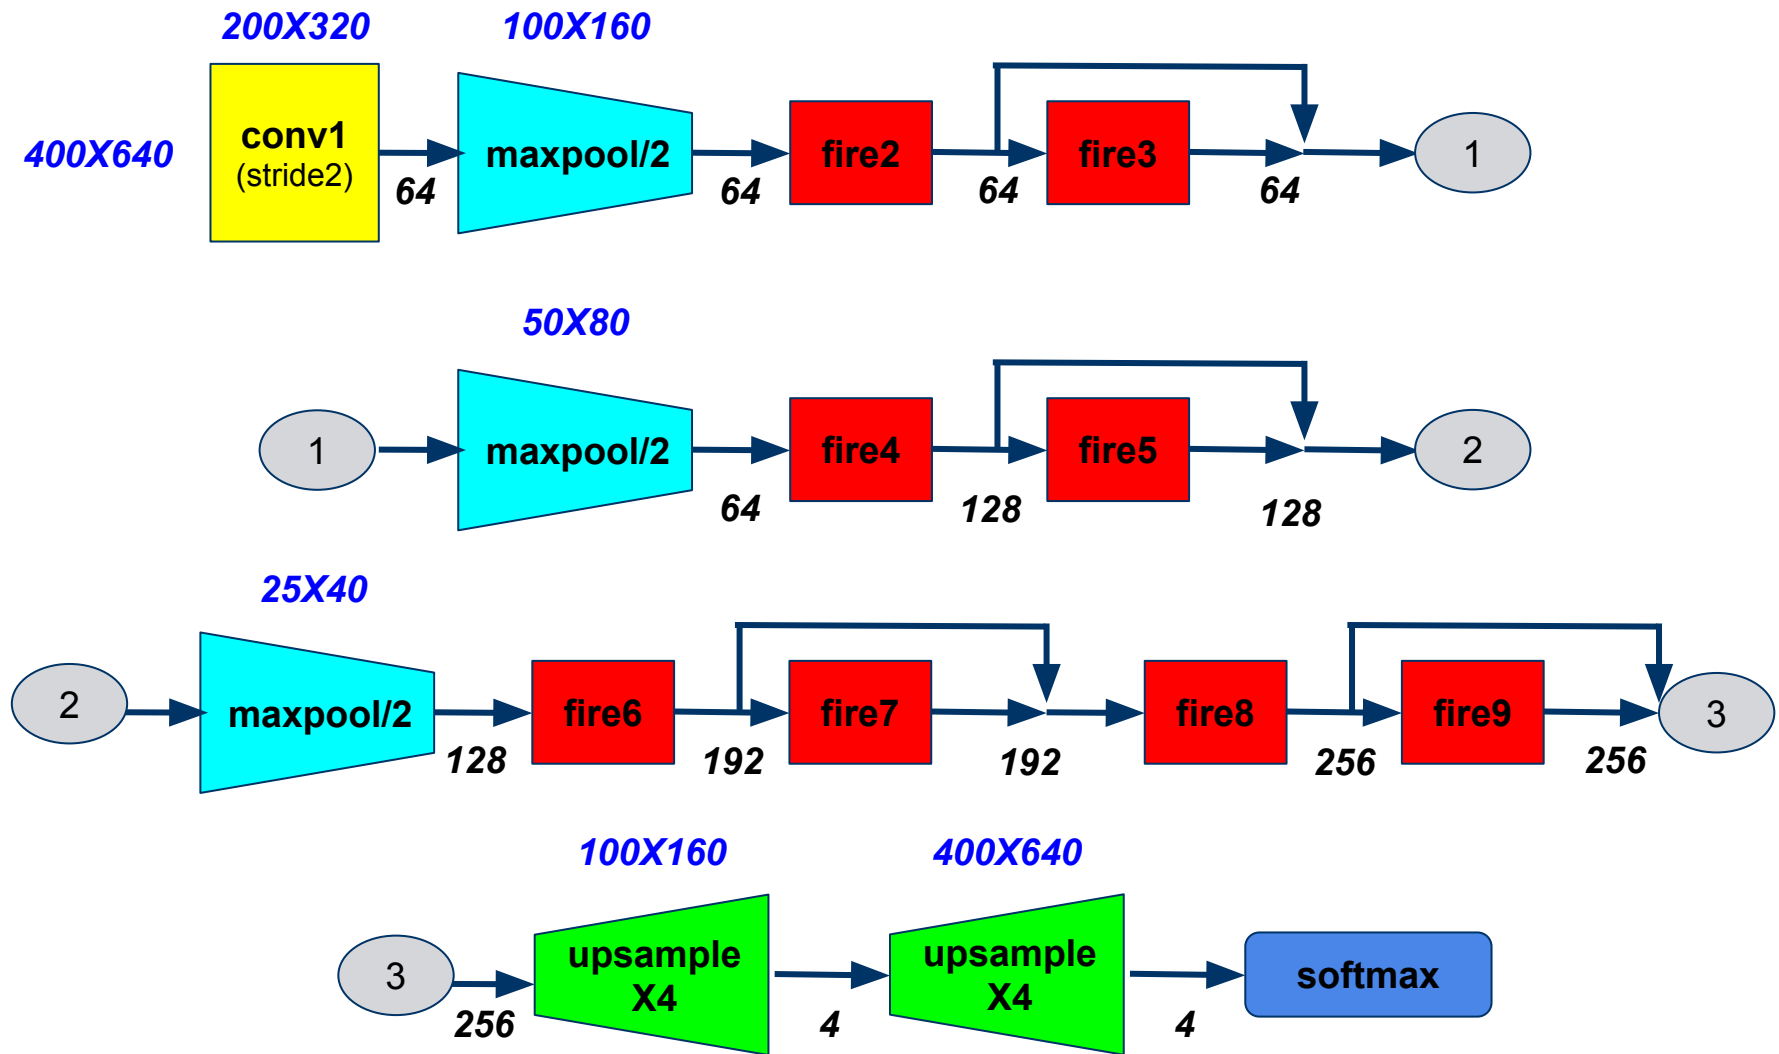 200X320 100X160
400X640 conv1 (stride2) 64 maxpool/2 64 fire2 64 fire3 64 1
50X80
1 maxpool/2 64 fire4 128 fire5 128 2
25X40
2 maxpool/2 128 fire6 192 fire7 192 fire8 256 fire9 256 3
100X160 400X640
3 256 upsample X4 4 upsample X4 4 softmax